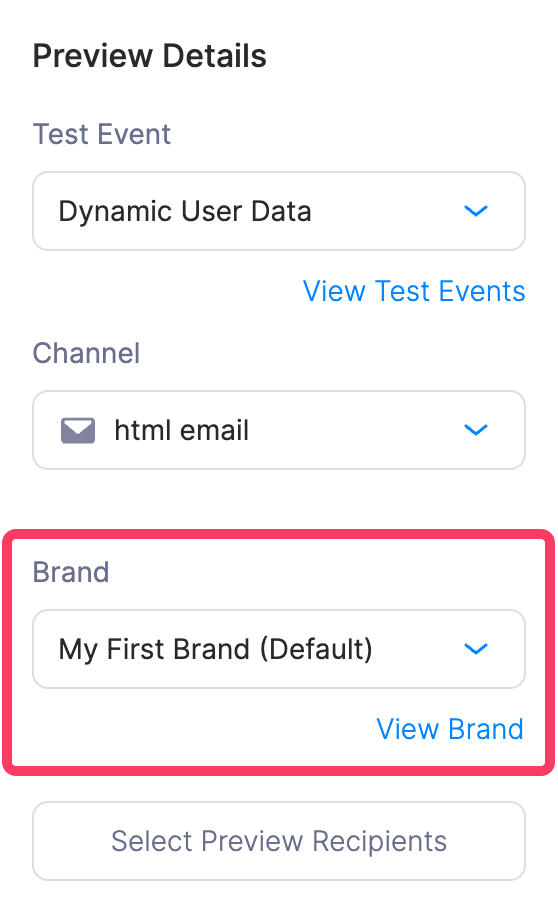 Preview Details
Test Event
Dynamic User Data
View Test Events
Channel
html email
Brand
My First Brand (Default)
View Brand
Select Preview Recipients